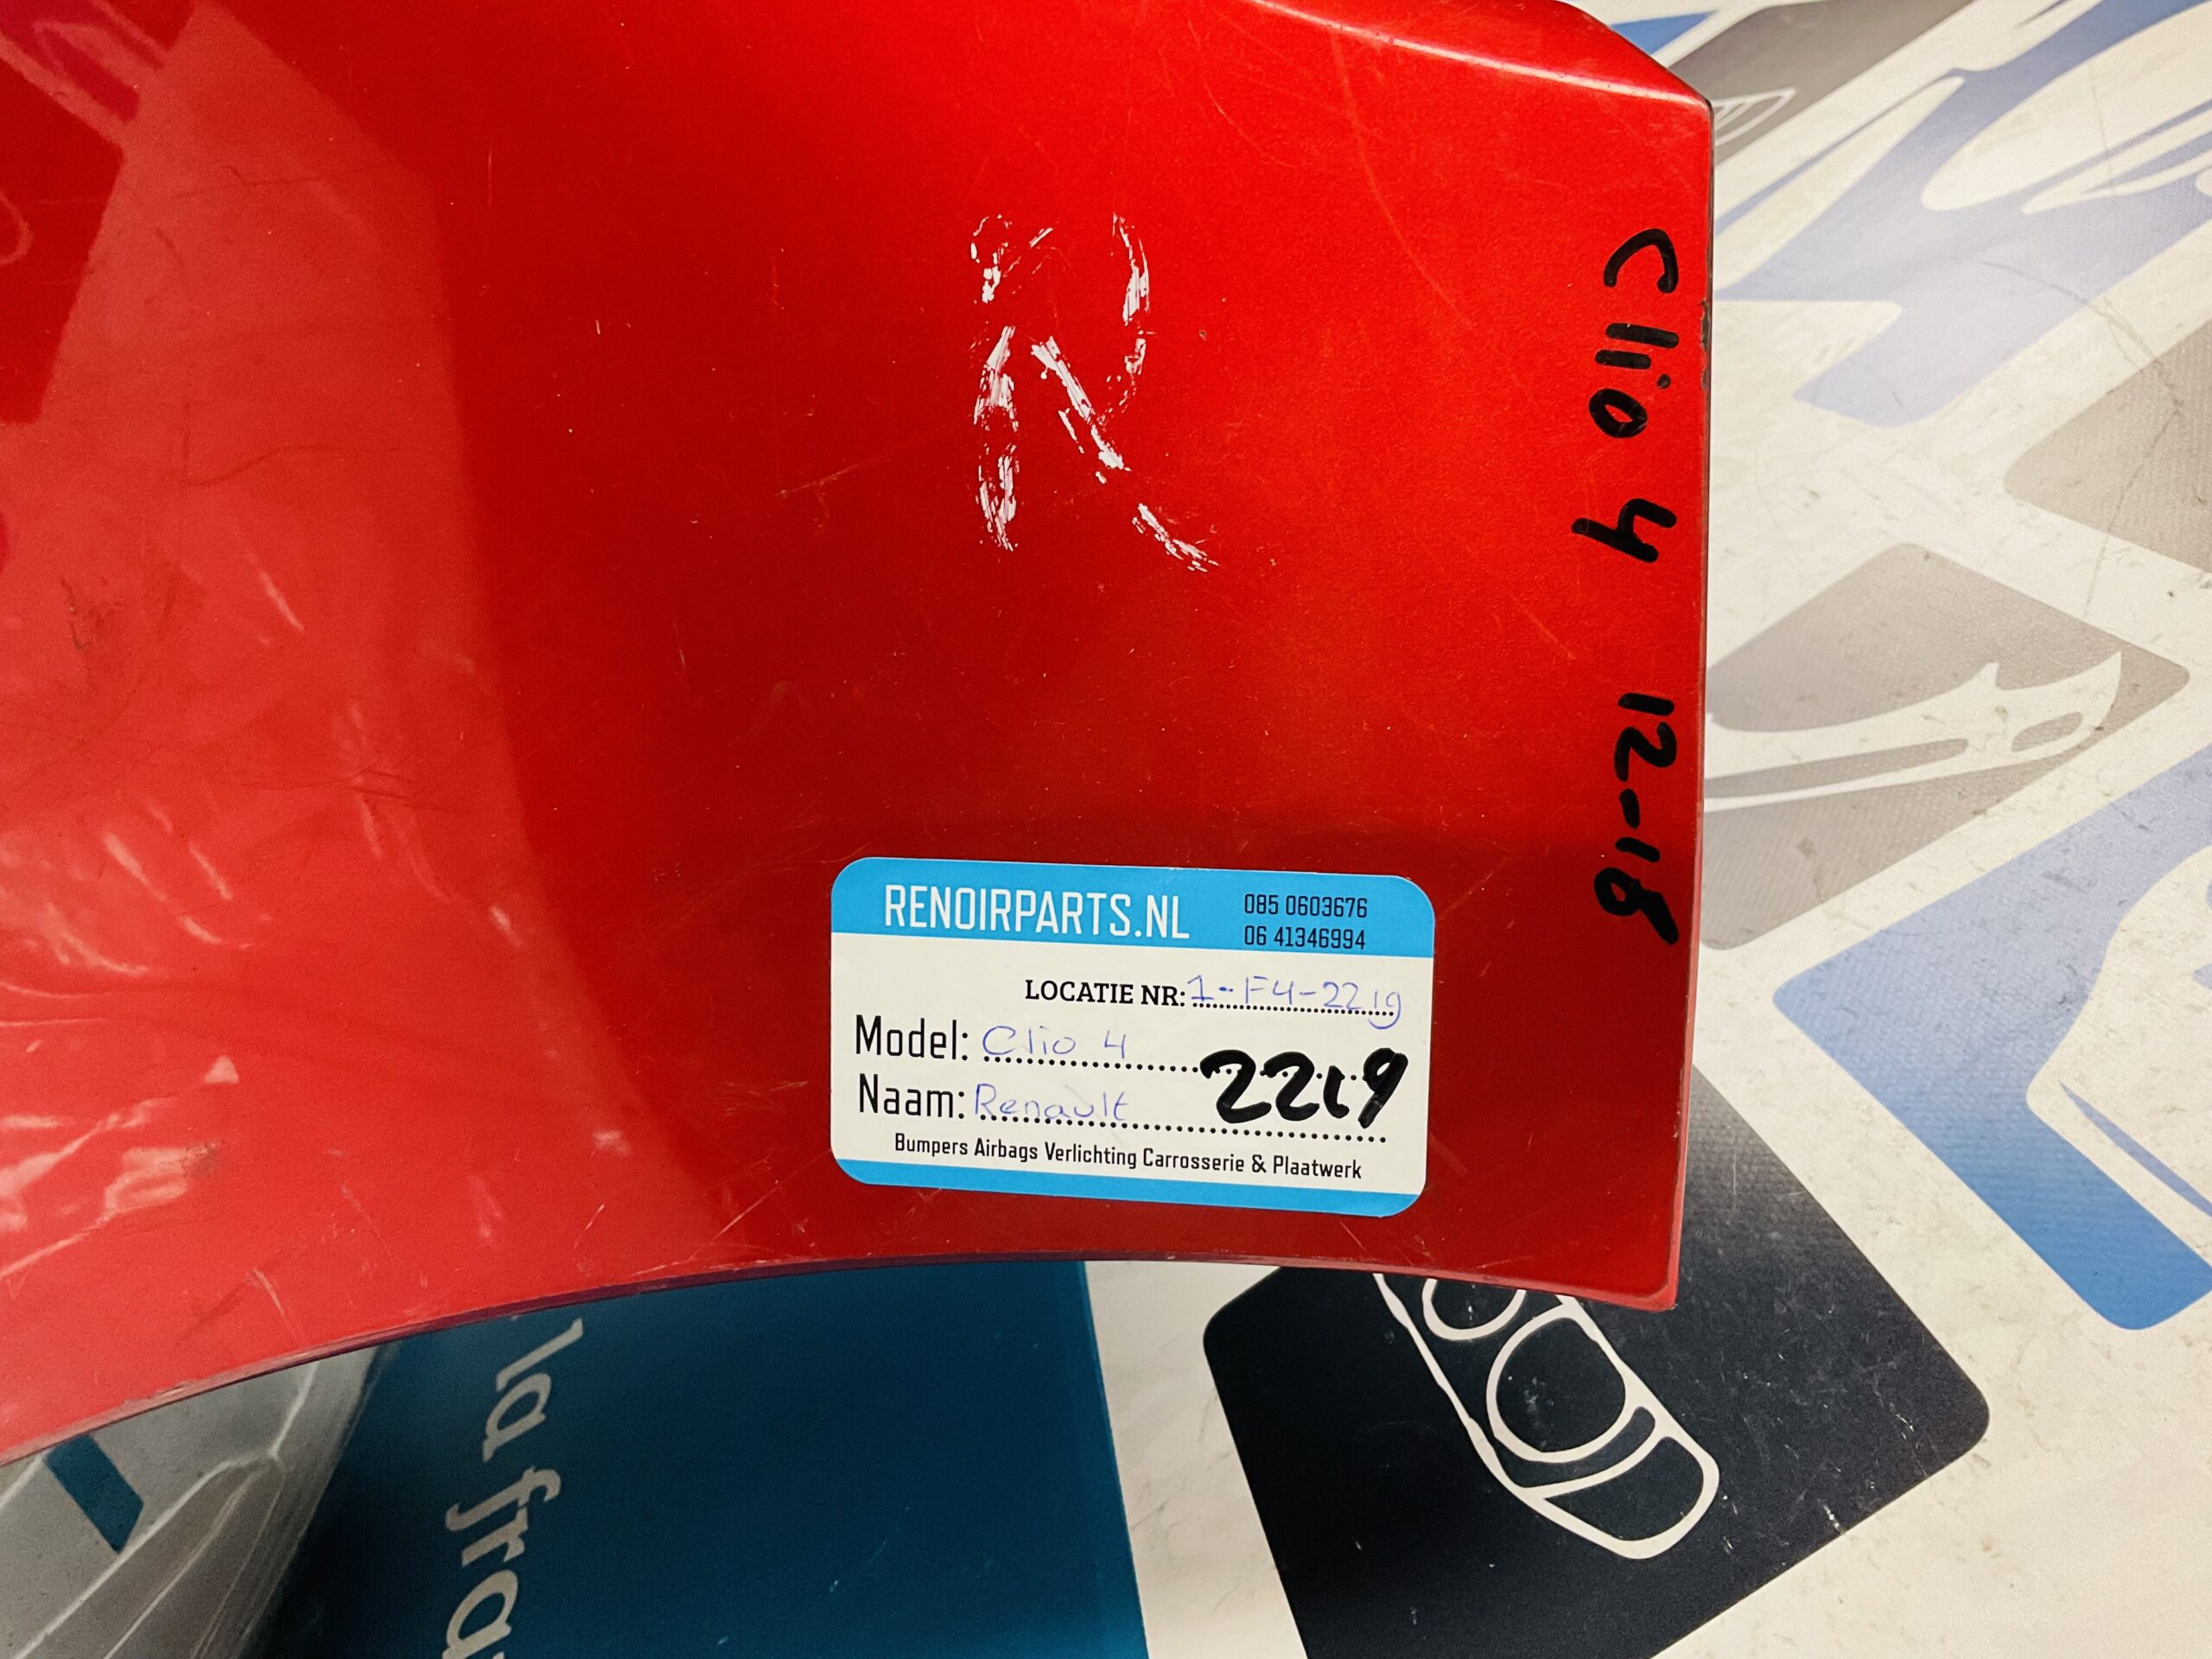 R
Clio 4 12-18
RENOIRPARTS.NL
085 0603676
06 41346994
LOCATIE NR: 1-F4-2219
Model: Clio 4
2219
Naam: Renault
Bumpers Airbags Verlichting Carrosserie & Plaatwerk
la fra